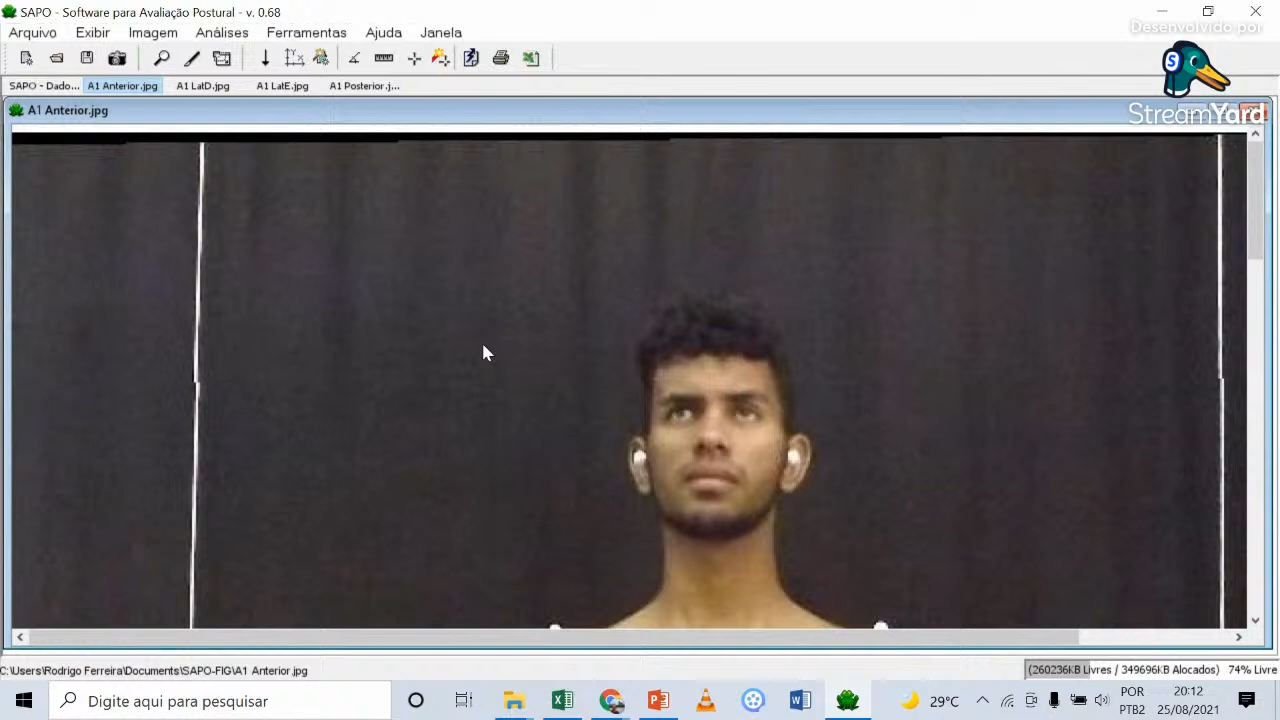 SAPO - Software para Avaliação Postural - v. 0.68
Desenvolvido por
Arquivo Exibir Imagem Análises Ferramentas Ajuda Janela
S
StreamYard
SAPO - Dado... A1 Anterior.jpg A1 LatD.jpg A1 LatE.jpg A1 Posterior.j...
A1 Anterior.jpg
C:\Users\Rodrigo Ferreira\Documents\SAPO-FIG\A1 Anterior.jpg
(260236KB Livres / 349696KB Alocados) 74% Livre
Digite aqui para pesquisar
29°C
POR
PTB2
20:12
25/08/2021